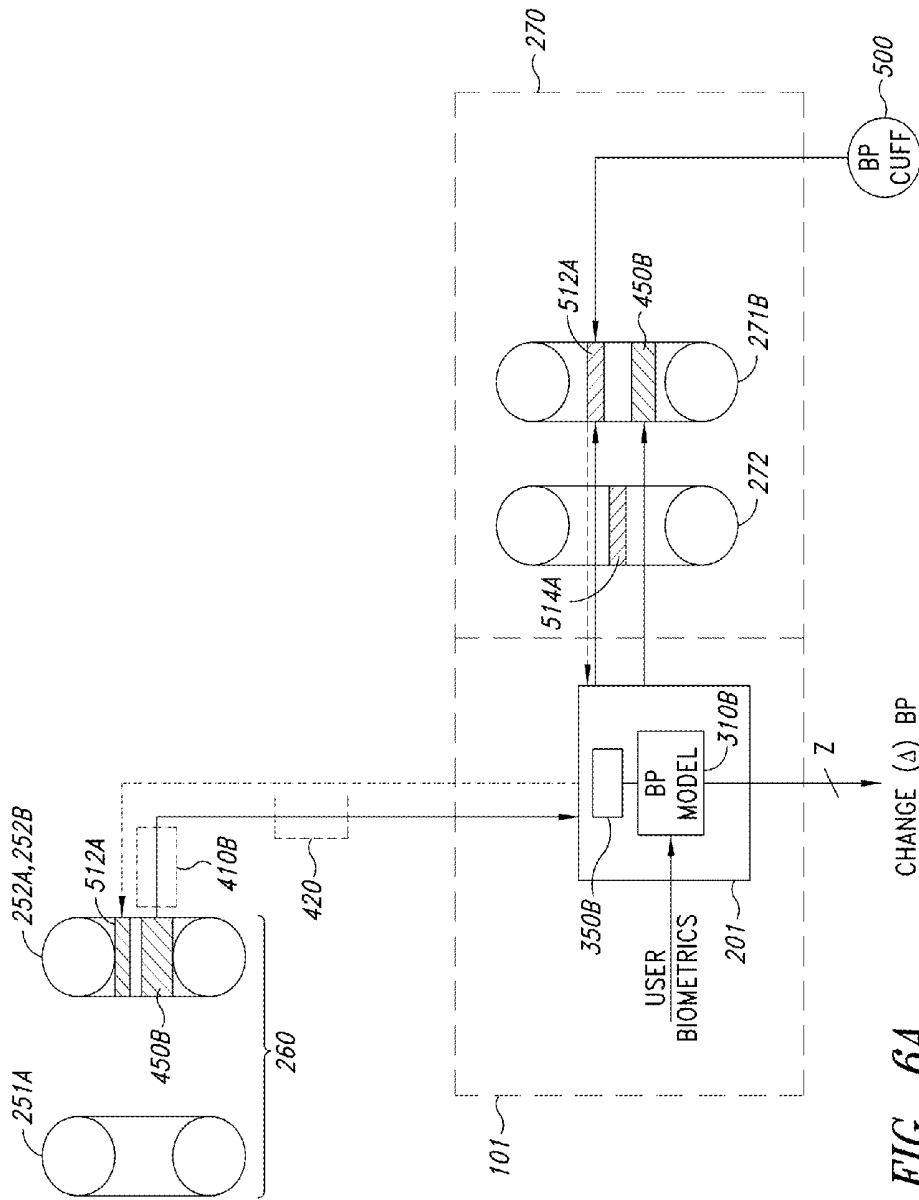 251A
252A,252B
512A
450B
260
410B
420
270
512A
450B
271B
272
514A
BP
CUFF
500
350B
BP
MODEL
310B
USER
BIOMETRICS
201
101
Z
CHANGE (Δ) BP
FIG. 6A